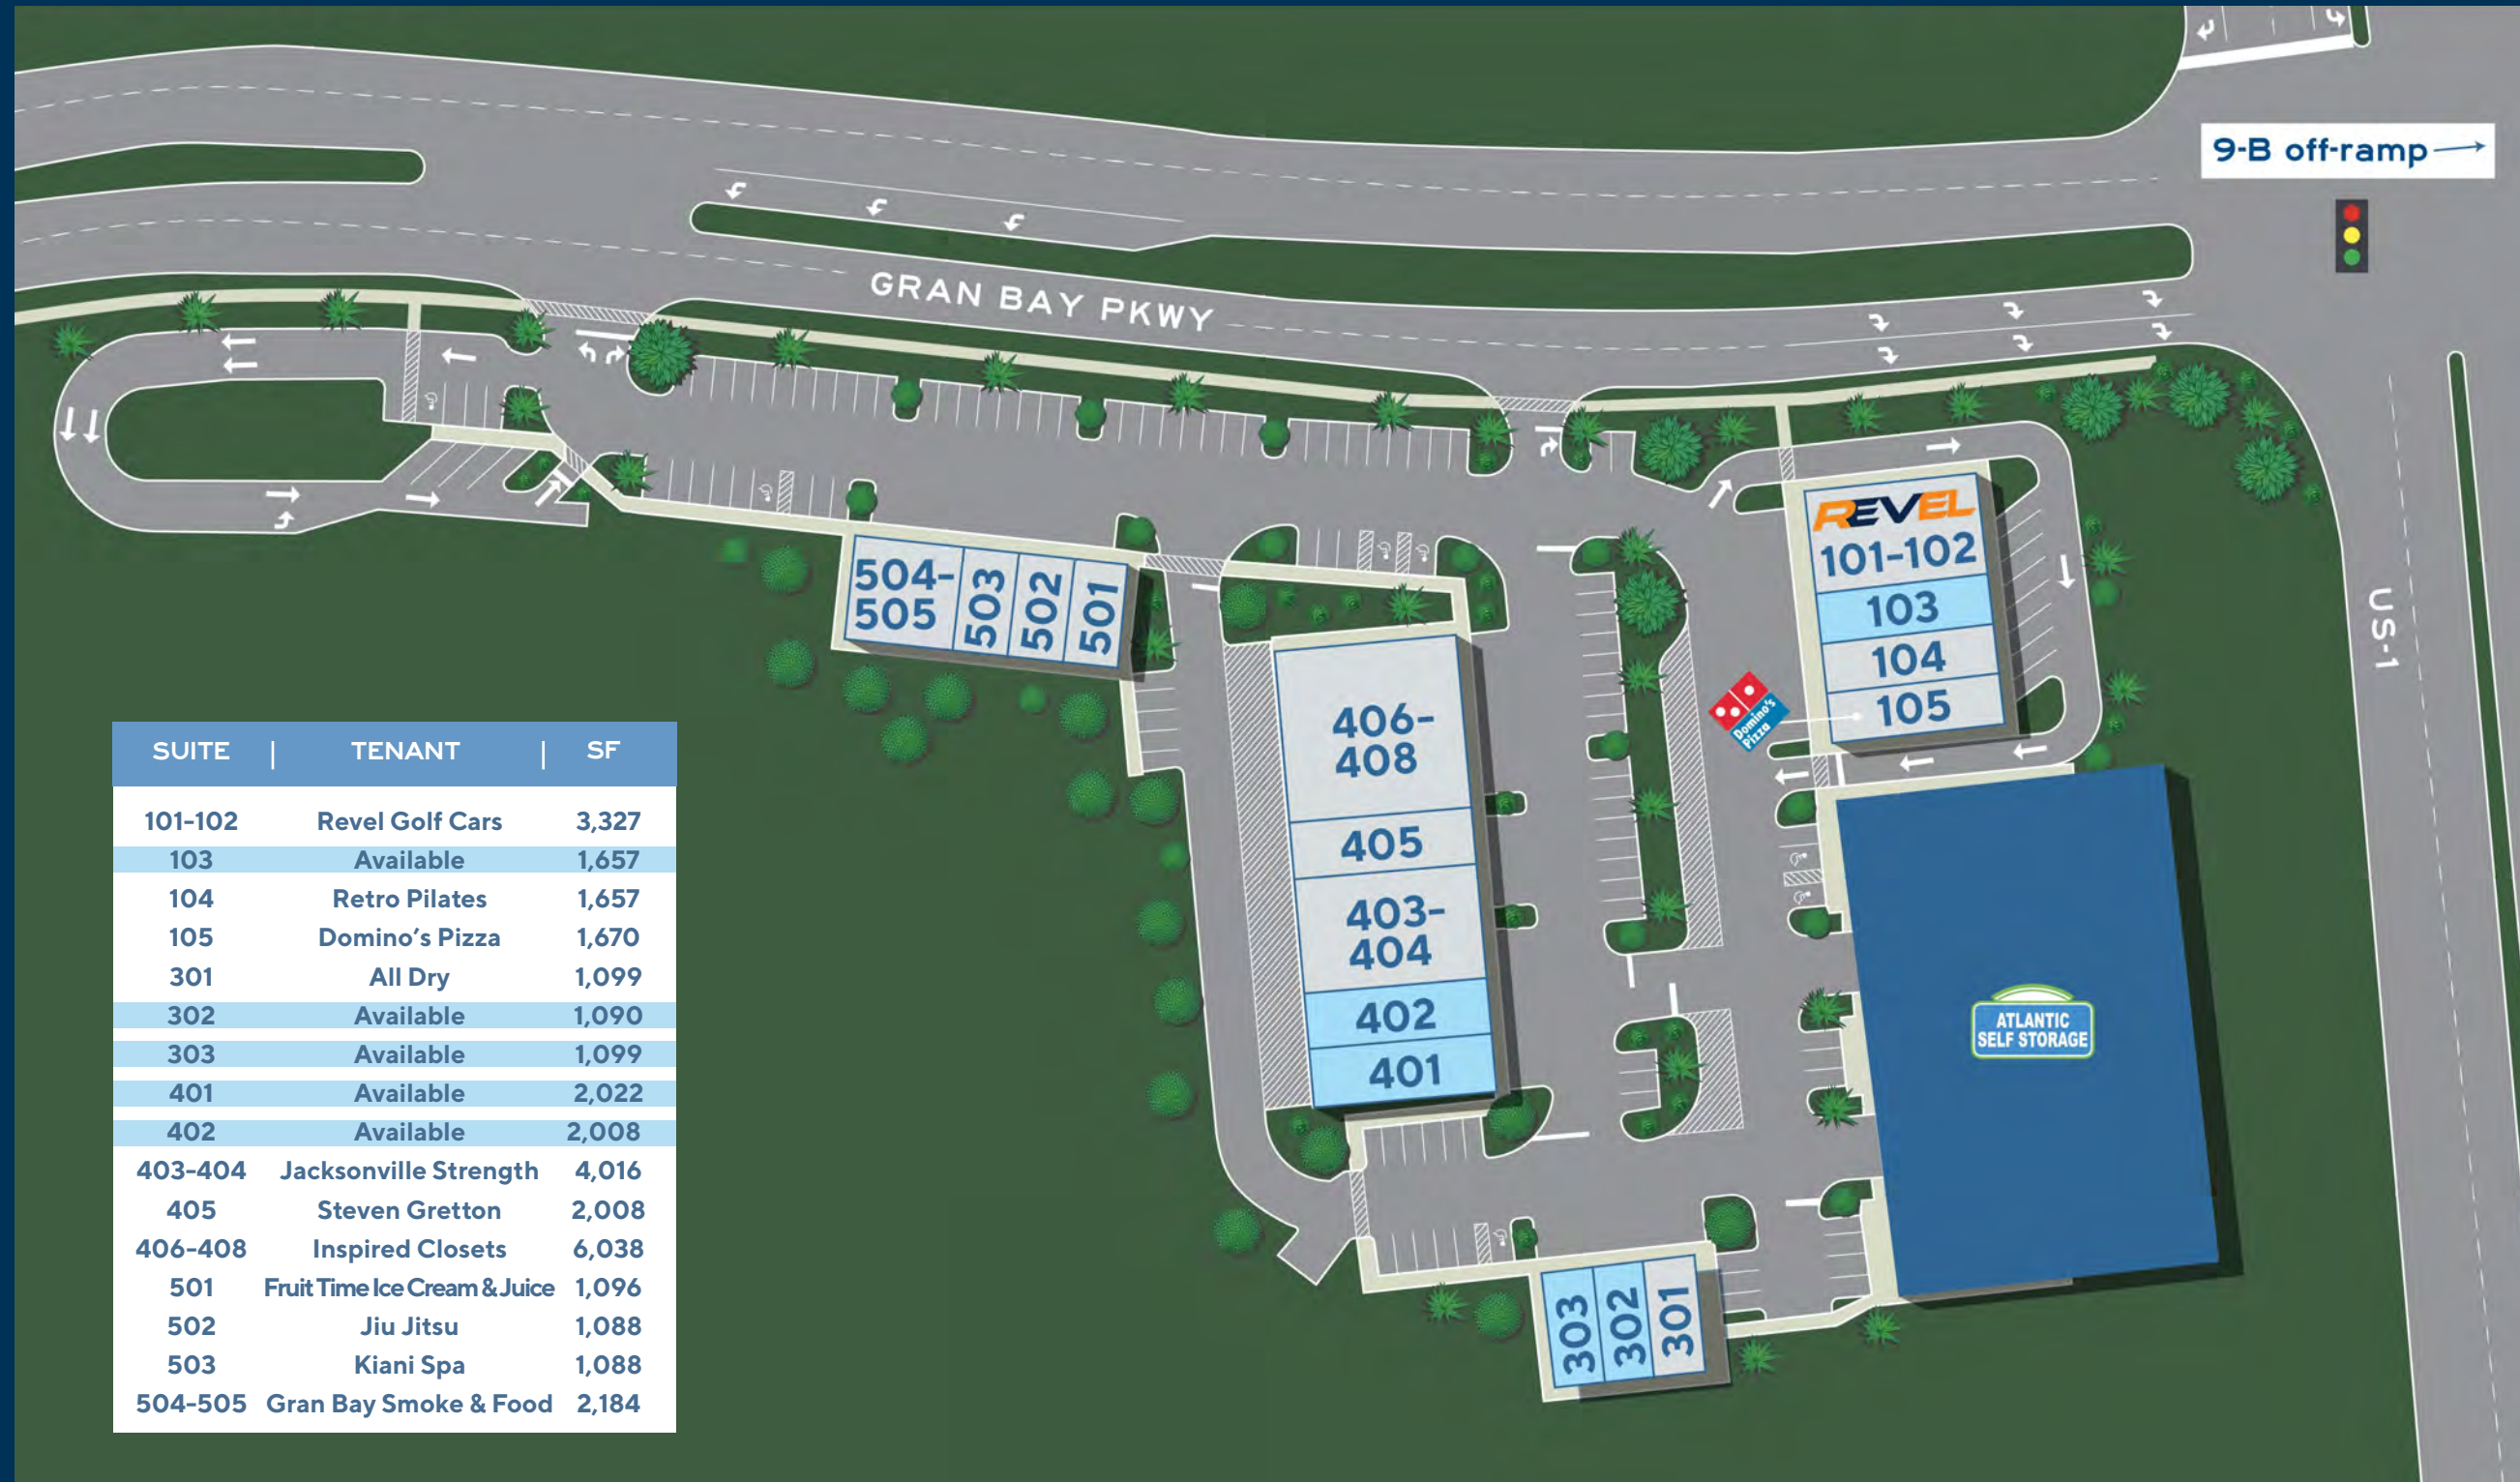 9-B off-ramp
GRAN BAY PKWY
US-1
REVEL
101-102
103
104
105
Domino's
Pizza
504-
505
503
502
501
406-
408
405
403-
404
402
401
ATLANTIC
SELF STORAGE
303
302
301
SUITE | TENANT | SF
101-102 Revel Golf Cars 3,327
103 Available 1,657
104 Retro Pilates 1,657
105 Domino's Pizza 1,670
301 All Dry 1,099
302 Available 1,090
303 Available 1,099
401 Available 2,022
402 Available 2,008
403-404 Jacksonville Strength 4,016
405 Steven Gretton 2,008
406-408 Inspired Closets 6,038
501 Fruit Time Ice Cream & Juice 1,096
502 Jiu Jitsu 1,088
503 Kiani Spa 1,088
504-505 Gran Bay Smoke & Food 2,184